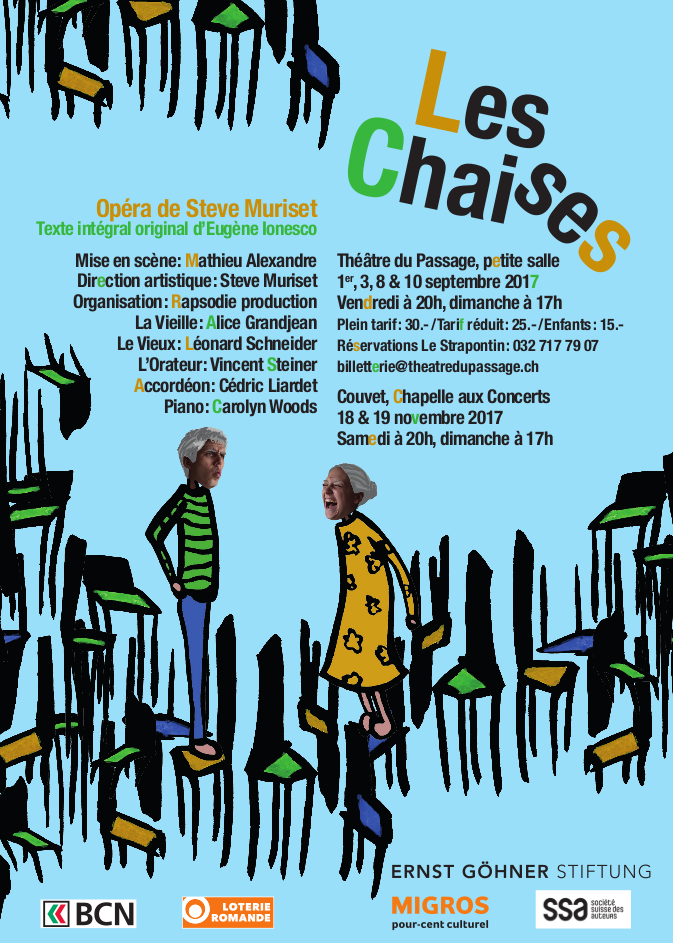 Les
Chaises
Opéra de Steve Muriset
Texte intégral original d'Eugène Ionesco
Mise en scène: Mathieu Alexandre
Direction artistique: Steve Muriset
Organisation: Rapsodie production
La Vieille: Alice Grandjean
Le Vieux: Léonard Schneider
L'Orateur: Vincent Steiner
Accordéon: Cédric Liardet
Piano: Carolyn Woods
Théâtre du Passage, petite salle
1er, 3, 8 & 10 septembre 2017
Vendredi à 20h, dimanche à 17h
Plein tarif: 30.-/Tarif réduit: 25.-/Enfants: 15.-
Réservations Le Strapontin: 032 717 79 07
billetterie@theatredupassage.ch
Couvet, Chapelle aux Concerts
18 & 19 novembre 2017
Samedi à 20h, dimanche à 17h
ERNST GÖHNER STIFTUNG
BCN
LOTERIE
ROMANDE
MIGROS
pour-cent culturel
ssa
société
suisse des
auteurs